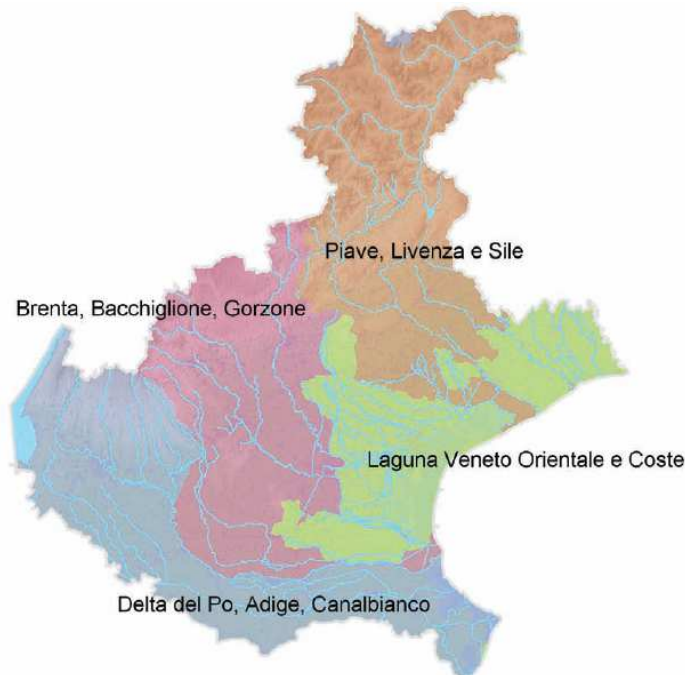 Piave, Livenza e Sile
Brenta, Bacchiglione, Gorzone
Laguna Veneto Orientale e Coste
Delta del Po, Adige, Canalbianco